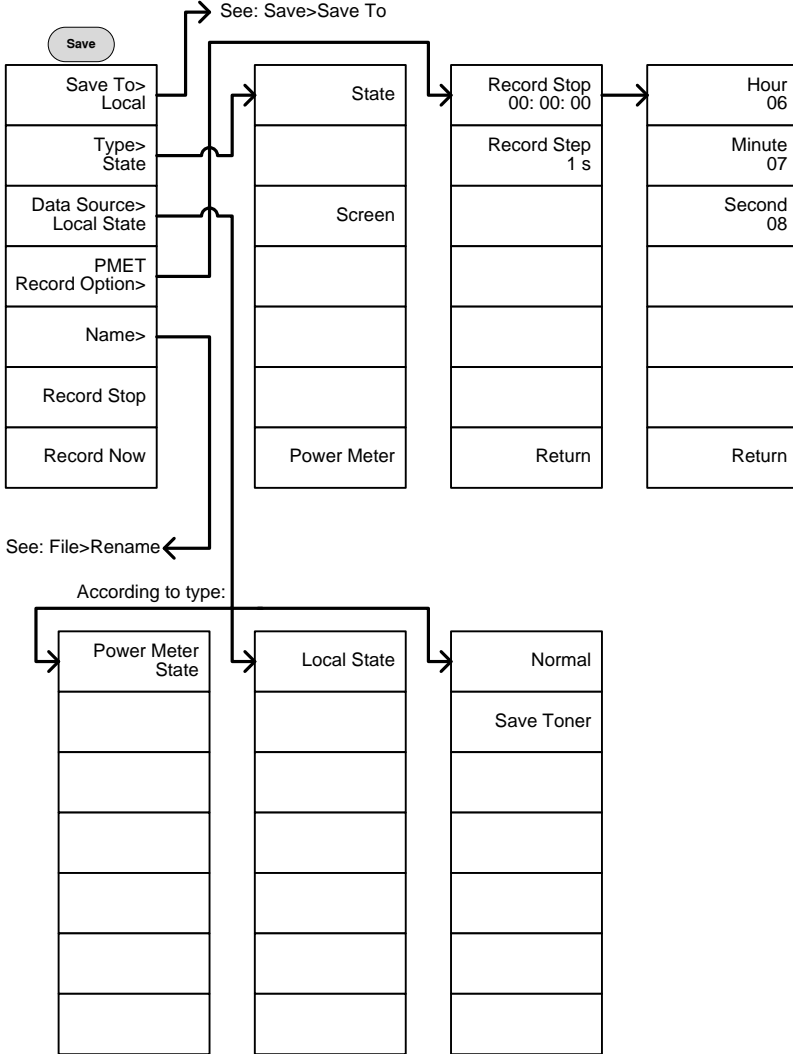 See: Save>Save To
Save
Save To>
Local
Type>
State
Data Source>
Local State
PMET
Record Option>
Name>
Record Stop
Record Now
State
Screen
Power Meter
Record Stop
00: 00: 00
Record Step
1 s
Return
Hour
06
Minute
07
Second
08
Return
See: File>Rename
According to type:
Power Meter
State
Local State
Normal
Save Toner